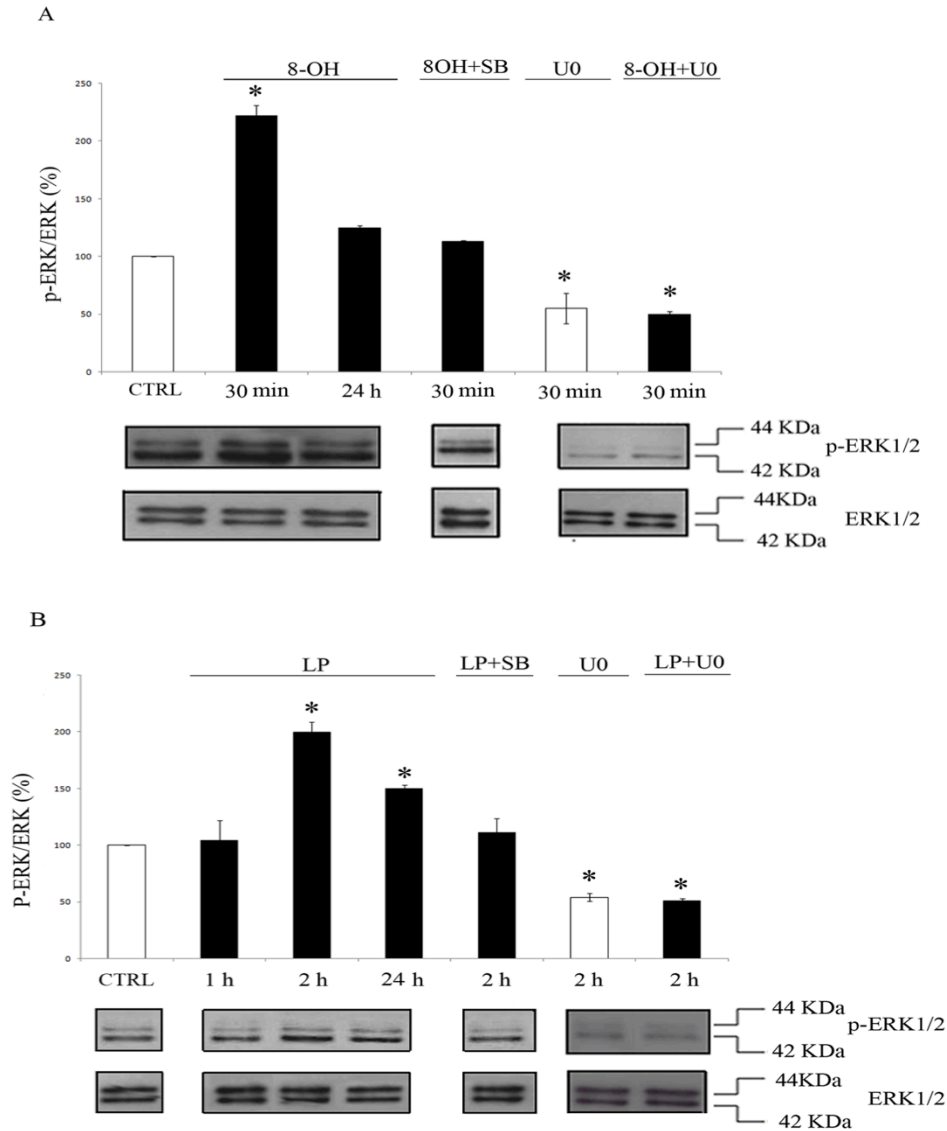 A
8-OH 8OH+SB U0 8-OH+U0
p-ERK/ERK (%)
250
200
150
100
50
0
* * *
CTRL 30 min 24 h 30 min 30 min 30 min
44 KDa
p-ERK1/2
42 KDa
44KDa
ERK1/2
42 KDa
B
LP LP+SB U0 LP+U0
P-ERK/ERK (%)
250
200
150
100
50
0
* * * *
CTRL 1 h 2 h 24 h 2 h 2 h 2 h
44 KDa
p-ERK1/2
42 KDa
44KDa
ERK1/2
42 KDa